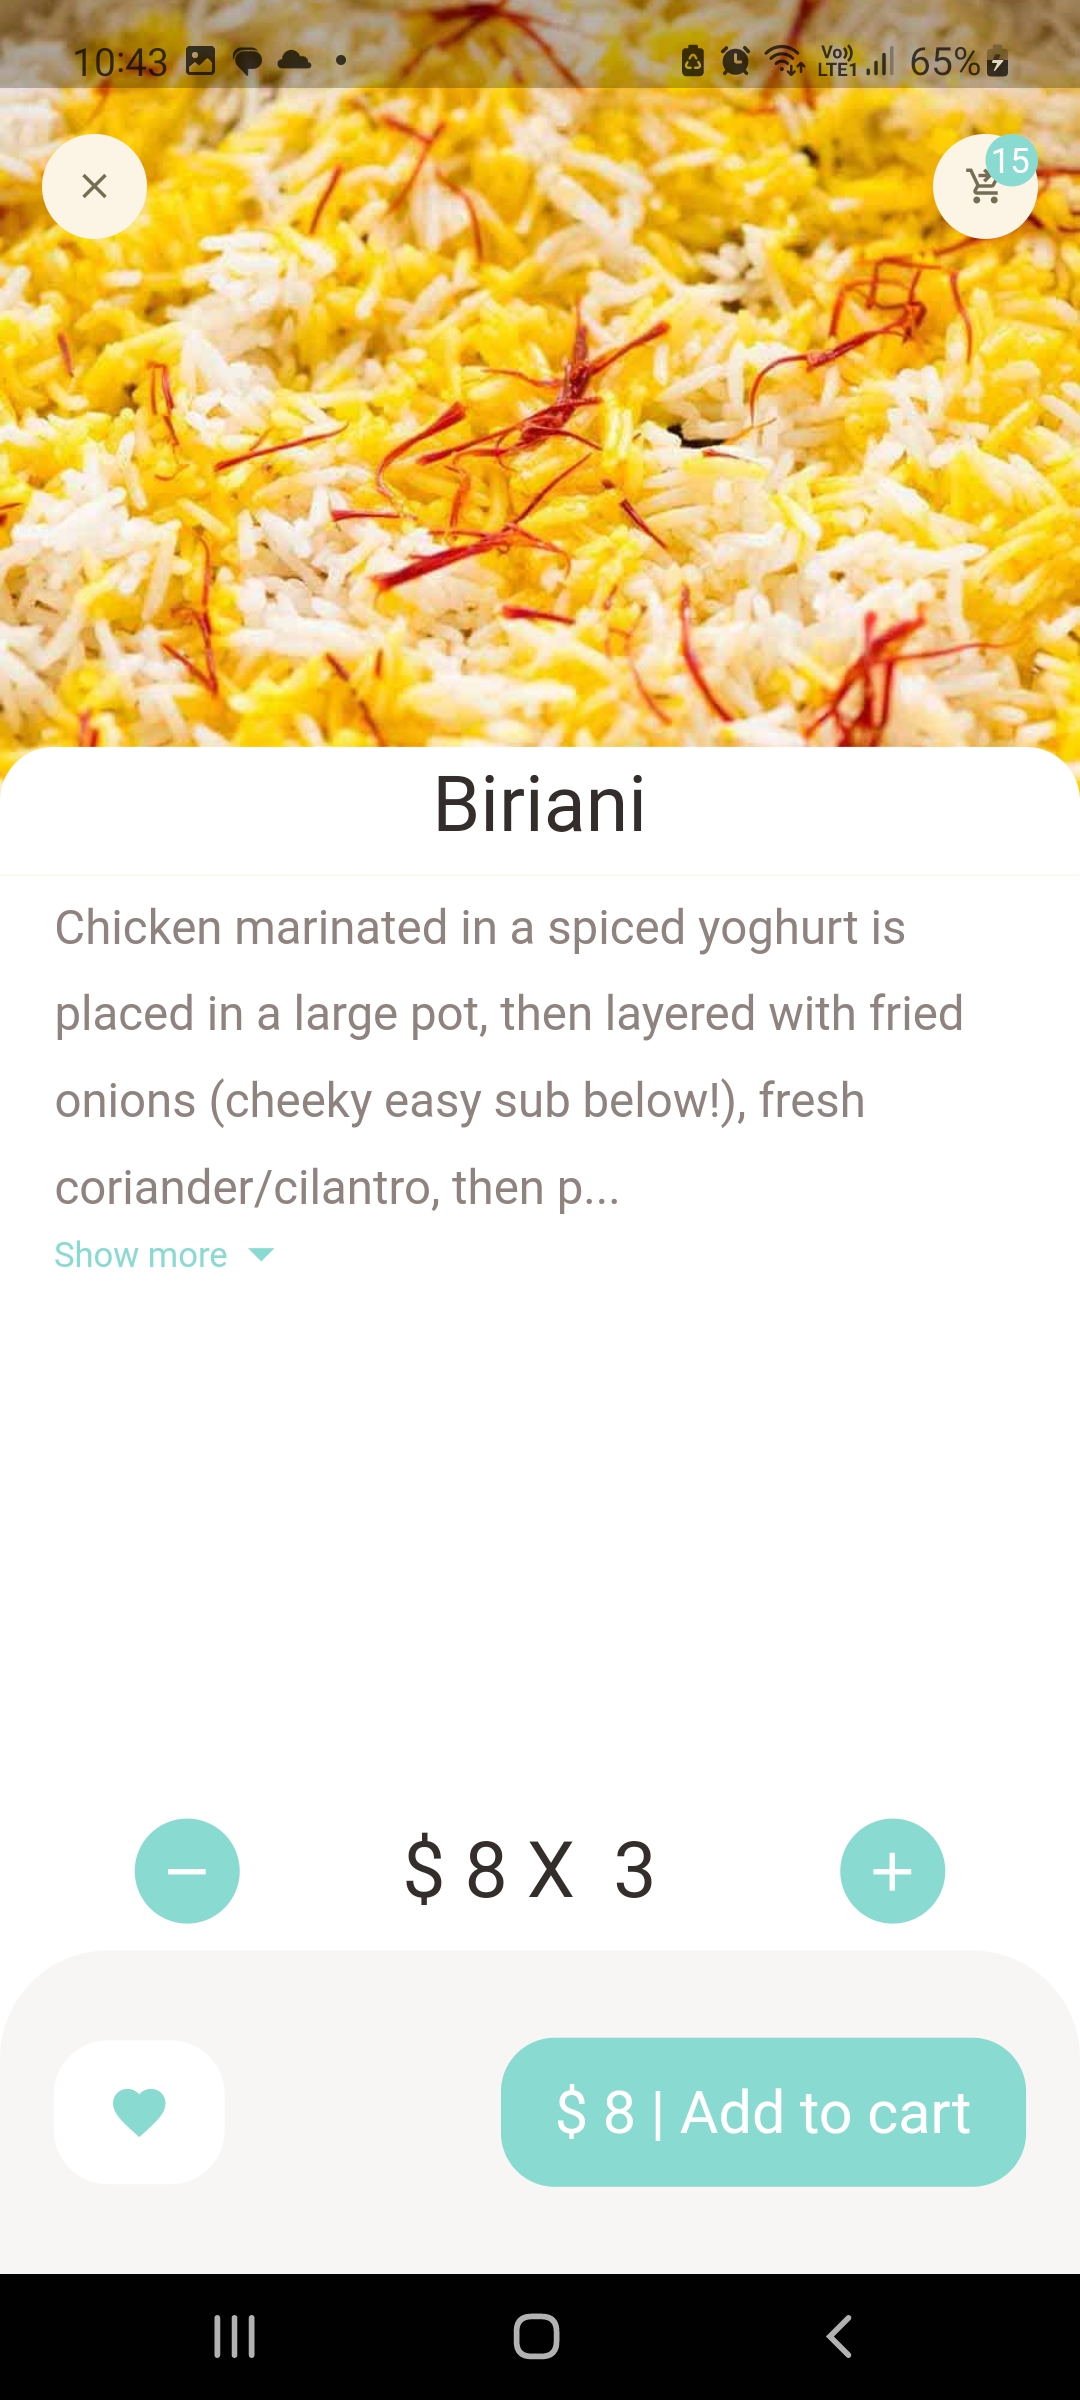 10:43 Vo)) LTE1 65%
15
Biriani
Chicken marinated in a spiced yoghurt is
placed in a large pot, then layered with fried
onions (cheeky easy sub below!), fresh
coriander/cilantro, then p...
Show more
$ 8 X 3
$ 8 | Add to cart